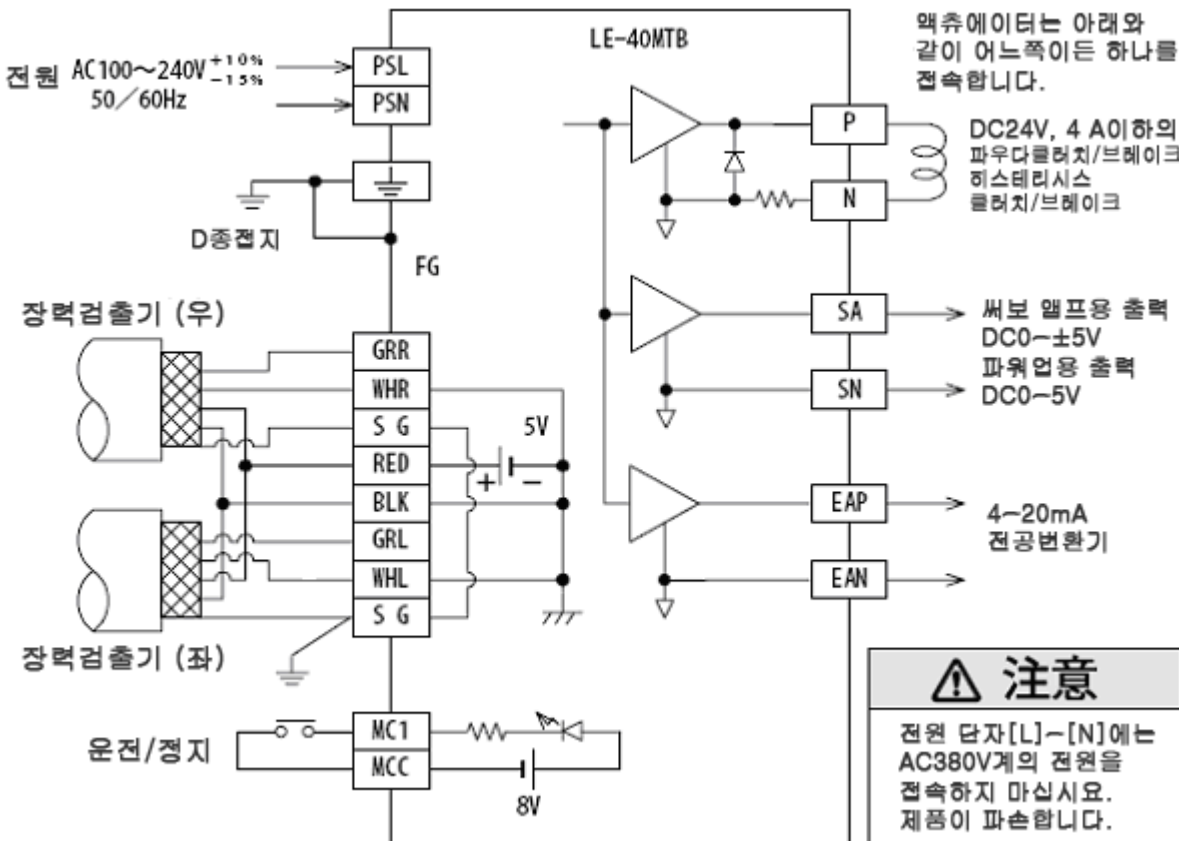 LE-40MTB
액츄에이터는 아래와
같이 어느쪽이든 하나를
접속합니다.
전원 AC100～240V +10% -15%
50／60Hz
PSL
PSN
D종접지
FG
P
N
DC24V, 4 A이하의
파우다클러치/브레이크
히스테리시스
클러치/브레이크
장력검출기 (우)
GRR
WHR
S G
RED
BLK
GRL
WHL
S G
5V
+ −
장력검출기 (좌)
SA
SN
써보 앰프용 출력
DC0~±5V
파워업용 출력
DC0~5V
EAP
EAN
4~20mA
전공변환기
운전/정지
MC1
MCC
8V
注意
전원 단자[L]~[N]에는
AC380V계의 전원을
접속하지 마십시요.
제품이 파손합니다.